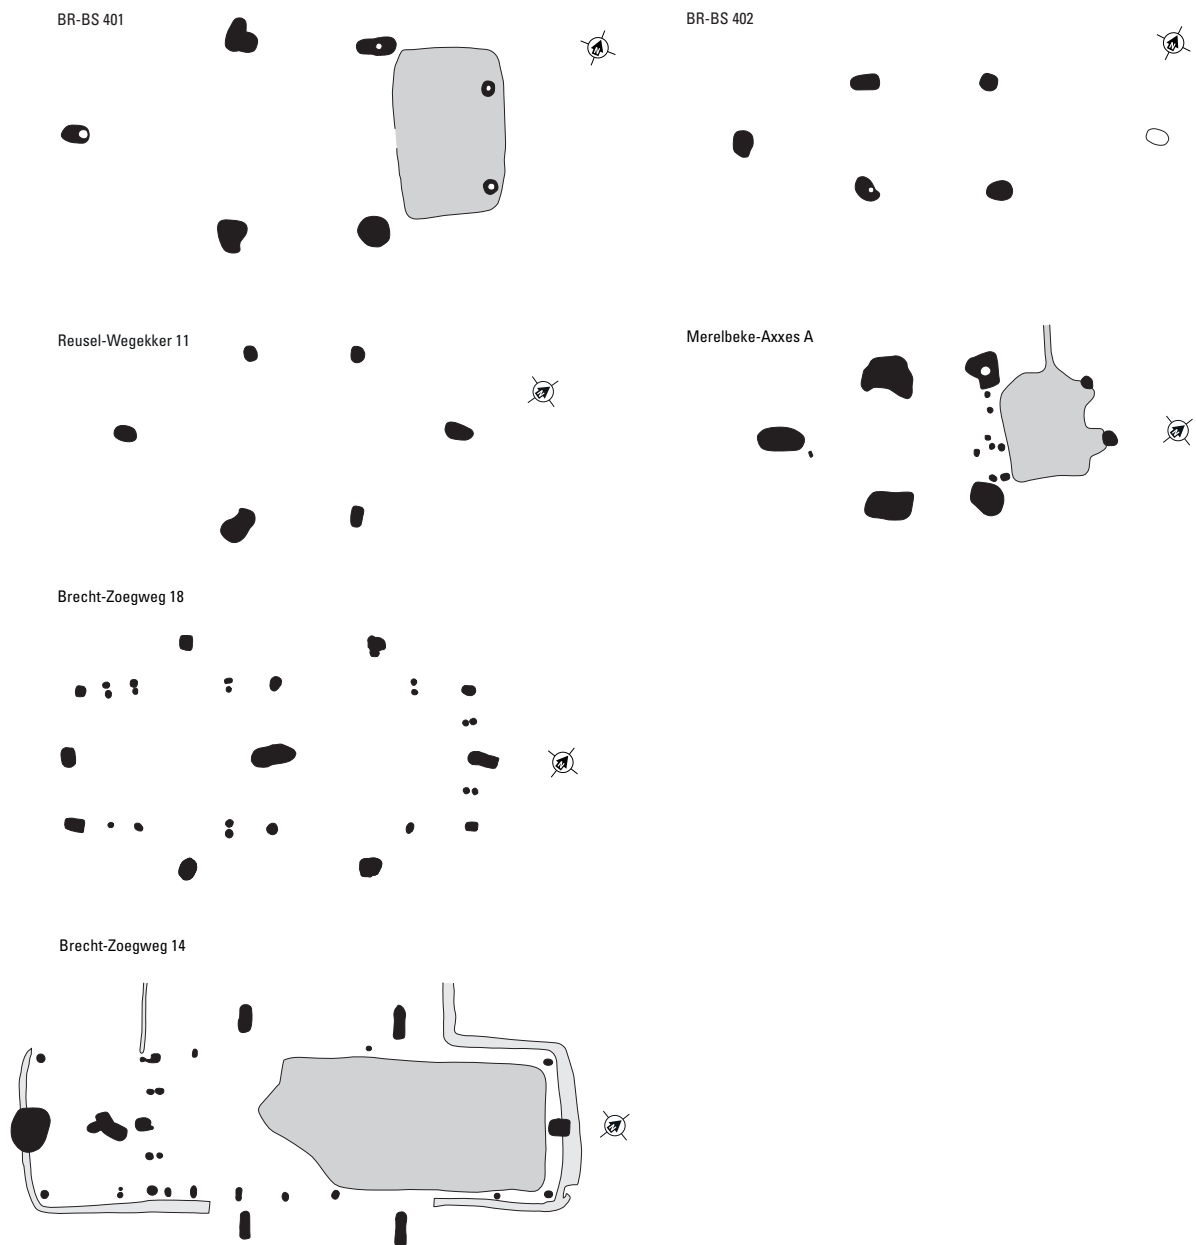 BR-BS 401
BR-BS 402
Reusel-Wegekker 11
Merelbeke-Axxes A
Brecht-Zoegweg 18
Brecht-Zoegweg 14